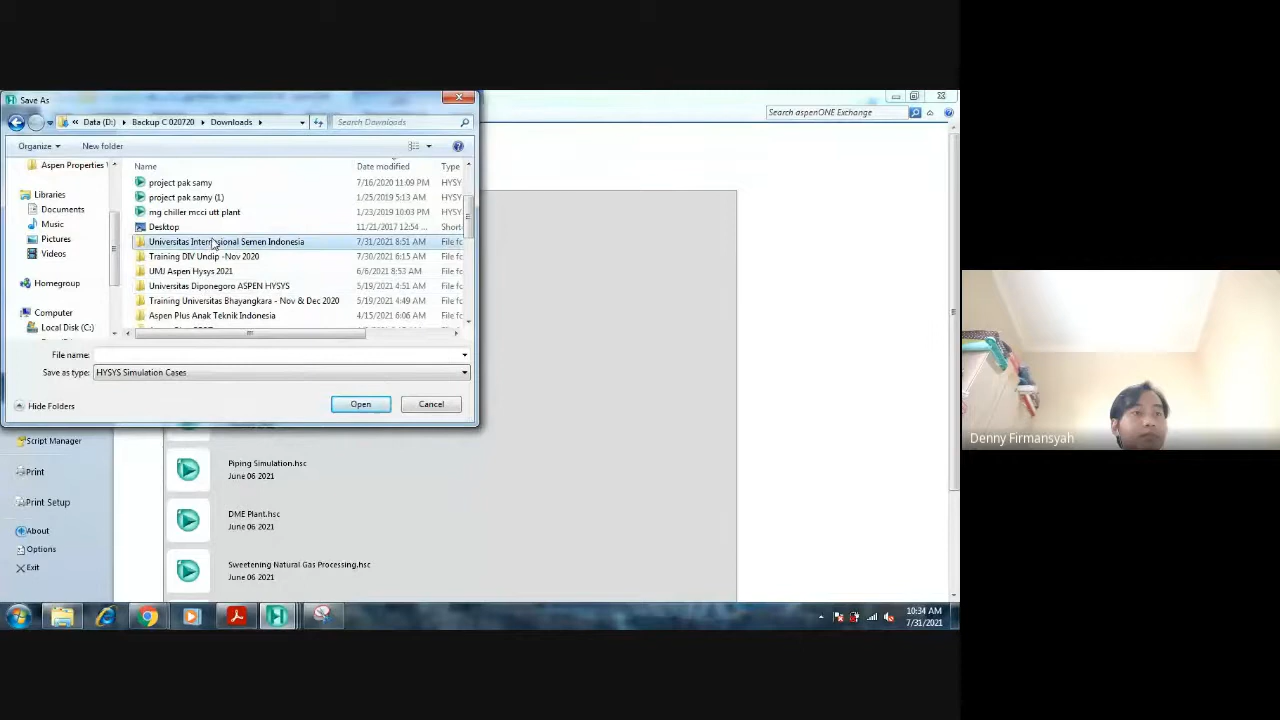 Save As
Search aspenONE Exchange
« Data (D:) ▸ Backup C 020720 ▸ Downloads ▸
Search Downloads
Organize
New folder
Name
Date modified
Type
Aspen Properties
project pak samy
7/16/2020 11:09 PM
HYSY
Libraries
project pak samy (1)
1/25/2019 5:13 AM
HYSY
Documents
mg chiller mcci utt plant
1/23/2019 10:03 PM
HYSY
Music
Desktop
11/21/2017 12:54 ...
Short
Pictures
Universitas Internasional Semen Indonesia
7/31/2021 8:51 AM
File fo
Videos
Training DIV Undip -Nov 2020
7/30/2021 6:15 AM
File fo
UMJ Aspen Hysys 2021
6/6/2021 8:53 AM
File fo
Homegroup
Universitas Diponegoro ASPEN HYSYS
5/19/2021 4:51 AM
File fo
Training Universitas Bhayangkara - Nov & Dec 2020
5/19/2021 4:49 AM
File fo
Computer
Aspen Plus Anak Teknik Indonesia
4/15/2021 6:06 AM
File fo
Local Disk (C:)
File name:
Save as type:
HYSYS Simulation Cases
Hide Folders
Open
Cancel
Script Manager
Print
Print Setup
About
Options
Exit
Piping Simulation.hsc
June 06 2021
DME Plant.hsc
June 06 2021
Sweetening Natural Gas Processing.hsc
June 06 2021
10:34 AM
7/31/2021
Denny Firmansyah